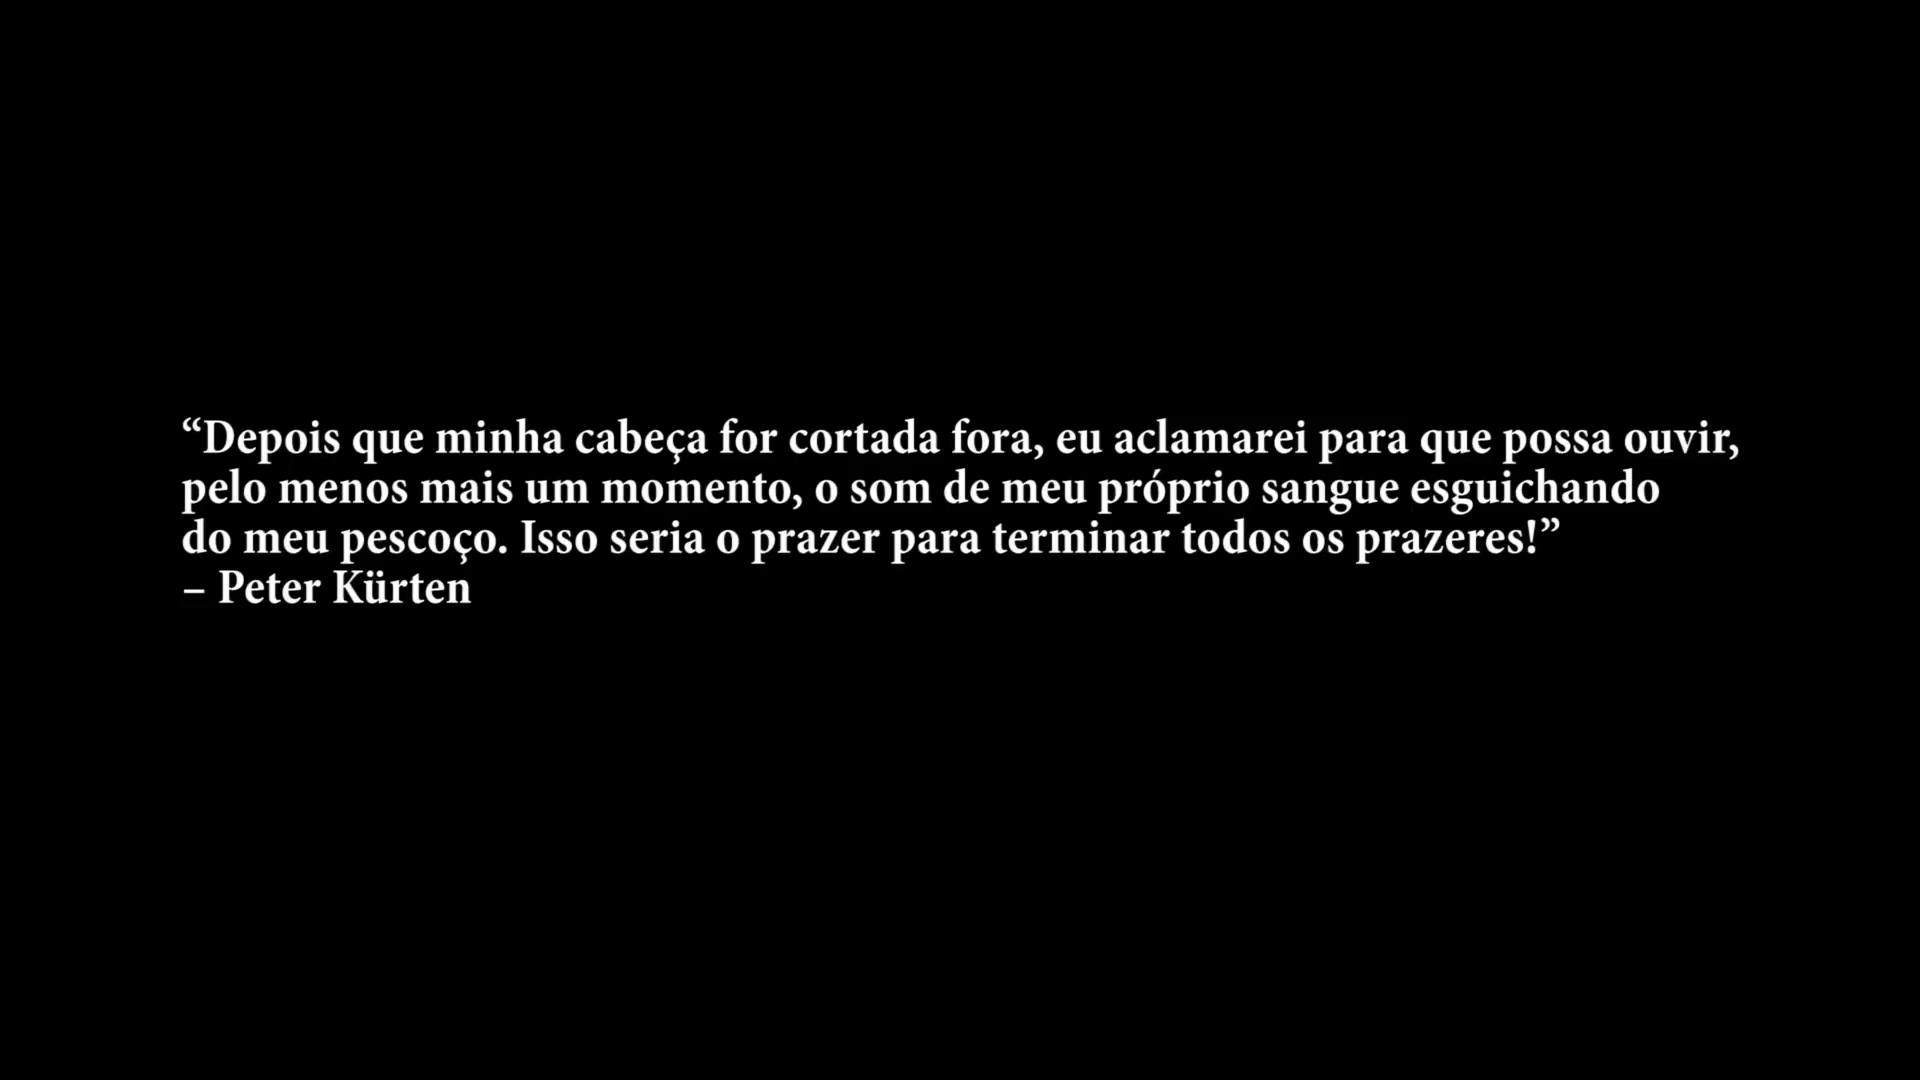 “Depois que minha cabeça for cortada fora, eu aclamarei para que possa ouvir,
pelo menos mais um momento, o som de meu próprio sangue esguichando
do meu pescoço. Isso seria o prazer para terminar todos os prazeres!”
– Peter Kürten